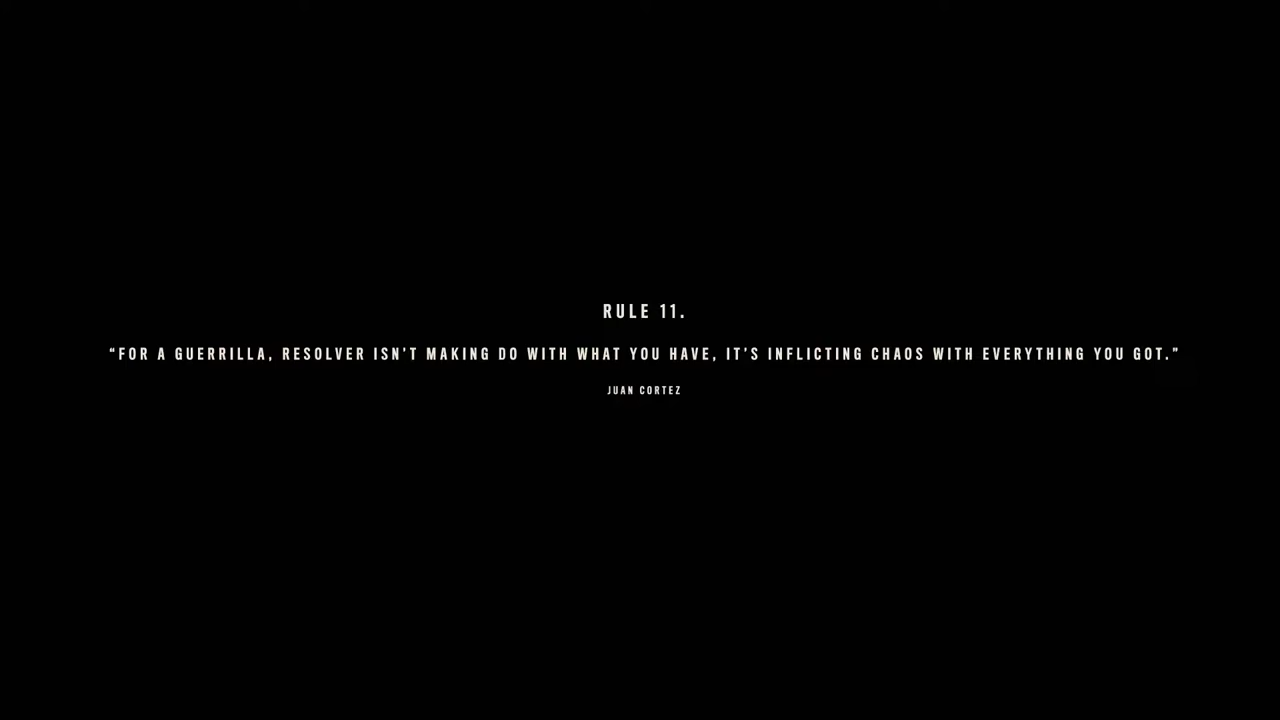 RULE 11.
“FOR A GUERRILLA, RESOLVER ISN’T MAKING DO WITH WHAT YOU HAVE, IT’S INFLICTING CHAOS WITH EVERYTHING YOU GOT.”
JUAN CORTEZ